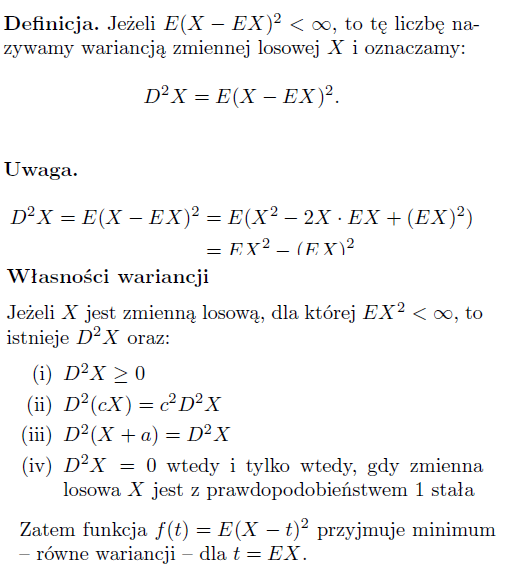 Definicja. Jeżeli E(X − EX)² < ∞, to tę liczbę na-
zywamy wariancją zmiennej losowej X i oznaczamy:
D²X = E(X − EX)².
Uwaga.
D²X = E(X − EX)² = E(X² − 2X · EX + (EX)²)
= EX² − (EX)²
Własności wariancji
Jeżeli X jest zmienną losową, dla której EX² < ∞, to
istnieje D²X oraz:
(i) D²X ≥ 0
(ii) D²(cX) = c²D²X
(iii) D²(X + a) = D²X
(iv) D²X = 0 wtedy i tylko wtedy, gdy zmienna
losowa X jest z prawdopodobieństwem 1 stała
Zatem funkcja f(t) = E(X − t)² przyjmuje minimum
– równe wariancji – dla t = EX.